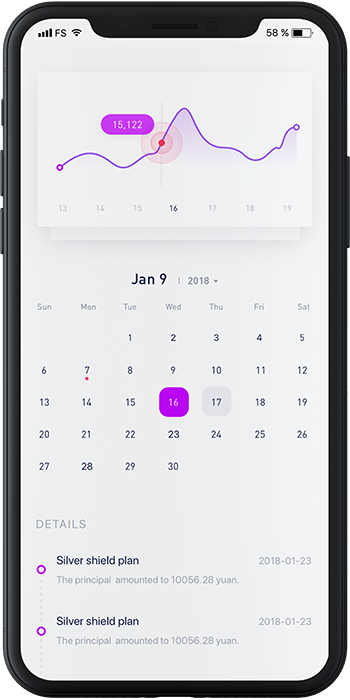 FS 58 %
15,122
13 14 15 16 17 18 19
Jan 9 2018
Sun Mon Tue Wed Thu Fri Sat
1 2 3 4 5
6 7 8 9 10 11 12
13 14 15 16 17 18 19
20 21 22 23 24 25 26
27 28 29 30
DETAILS
Silver shield plan 2018-01-23
The principal amounted to 10056.28 yuan.
Silver shield plan 2018-01-23
The principal amounted to 10056.28 yuan.